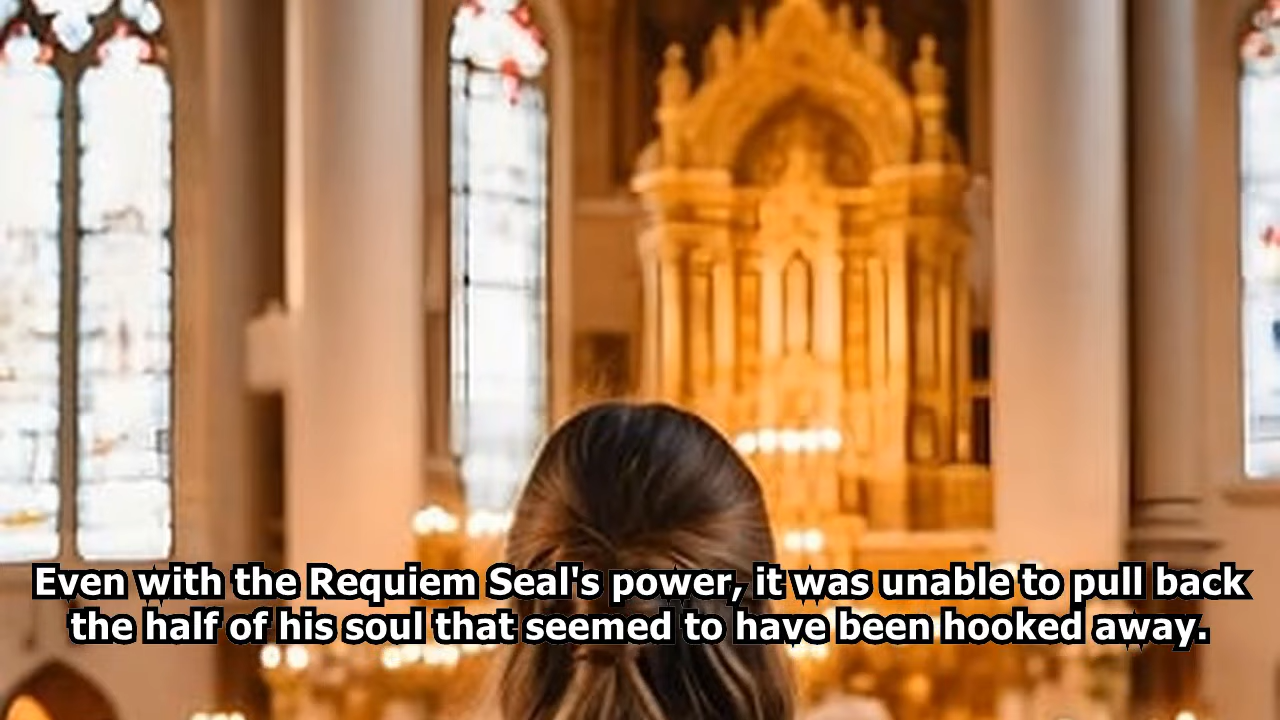 Even with the Requiem Seal's power, it was unable to pull back
the half of his soul that seemed to have been hooked away.